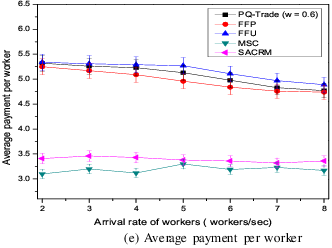 6.5
6.0
5.5
5.0
4.5
4.0
3.5
3.0
Average payment per worker
PQ-Trade (w = 0.6)
FFP
FFU
MSC
SACRM
2 3 4 5 6 7 8
Arrival rate of workers ( workers/sec)
(e) Average payment per worker